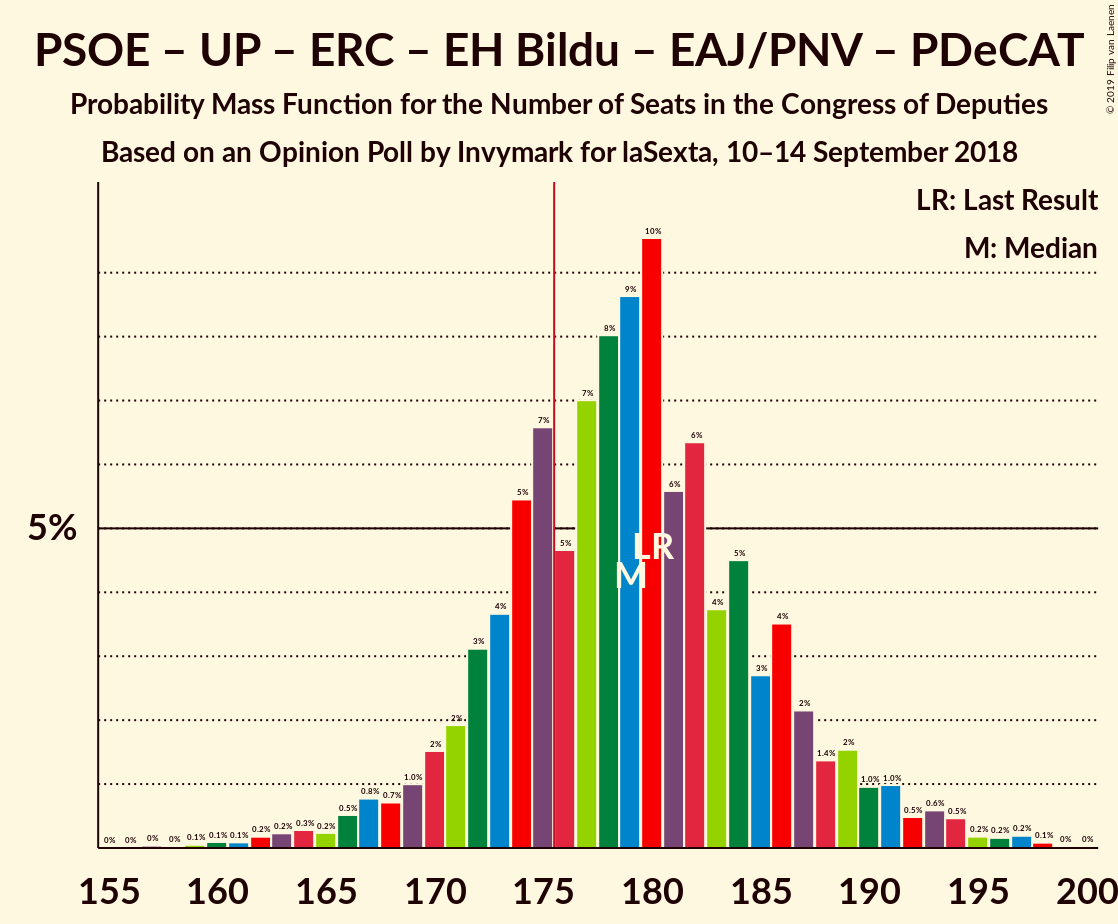 PSOE – UP – ERC – EH Bildu – EAJ/PNV – PDeCAT
Probability Mass Function for the Number of Seats in the Congress of Deputies
Based on an Opinion Poll by Invymark for laSexta, 10–14 September 2018
© 2019 Filip van Laenen
LR: Last Result
M: Median
5%
0% 0% 0% 0% 0.1% 0.1% 0.1% 0.2% 0.2% 0.3% 0.2% 0.5% 0.8% 0.7% 1.0% 2% 2% 3% 4% 5% 7% 5% 7% 8% 9% 10% 6% 6% 4% 5% 3% 4% 2% 1.4% 2% 1.0% 1.0% 0.5% 0.6% 0.5% 0.2% 0.2% 0.2% 0.1% 0% 0%
LR
M
155 160 165 170 175 180 185 190 195 200